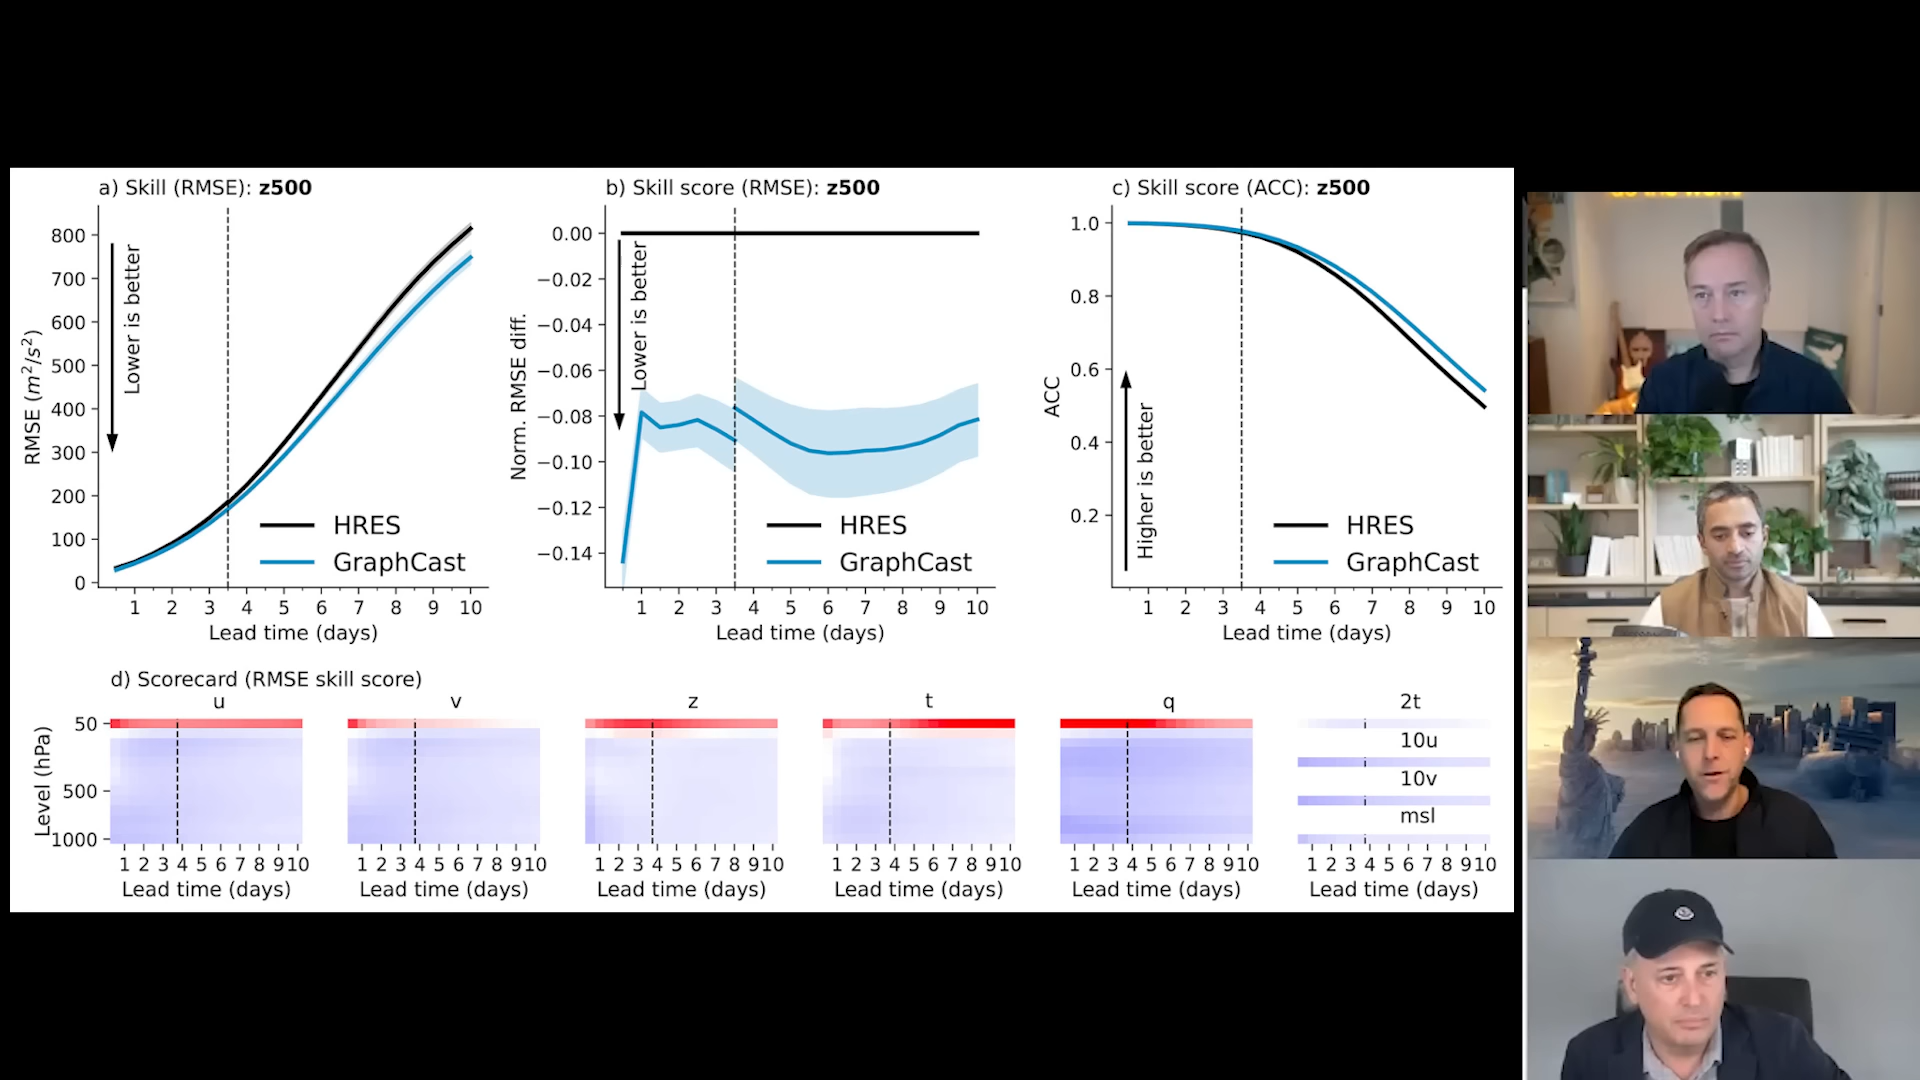 a) Skill (RMSE): z500
800
700
600
500
400
300
200
100
0
RMSE (m²/s²)
Lower is better
HRES
GraphCast
1 2 3 4 5 6 7 8 9 10
Lead time (days)
b) Skill score (RMSE): z500
0.00
−0.02
−0.04
−0.06
−0.08
−0.10
−0.12
−0.14
Norm. RMSE diff.
Lower is better
HRES
GraphCast
1 2 3 4 5 6 7 8 9 10
Lead time (days)
c) Skill score (ACC): z500
1.0
0.8
0.6
0.4
0.2
ACC
Higher is better
HRES
GraphCast
1 2 3 4 5 6 7 8 9 10
Lead time (days)
d) Scorecard (RMSE skill score)
u
v
z
t
q
2t
10u
10v
msl
50
500
1000
Level (hPa)
1 2 3 4 5 6 7 8 9 10
1 2 3 4 5 6 7 8 9 10
1 2 3 4 5 6 7 8 9 10
1 2 3 4 5 6 7 8 9 10
1 2 3 4 5 6 7 8 9 10
1 2 3 4 5 6 7 8 9 10
Lead time (days)
Lead time (days)
Lead time (days)
Lead time (days)
Lead time (days)
Lead time (days)